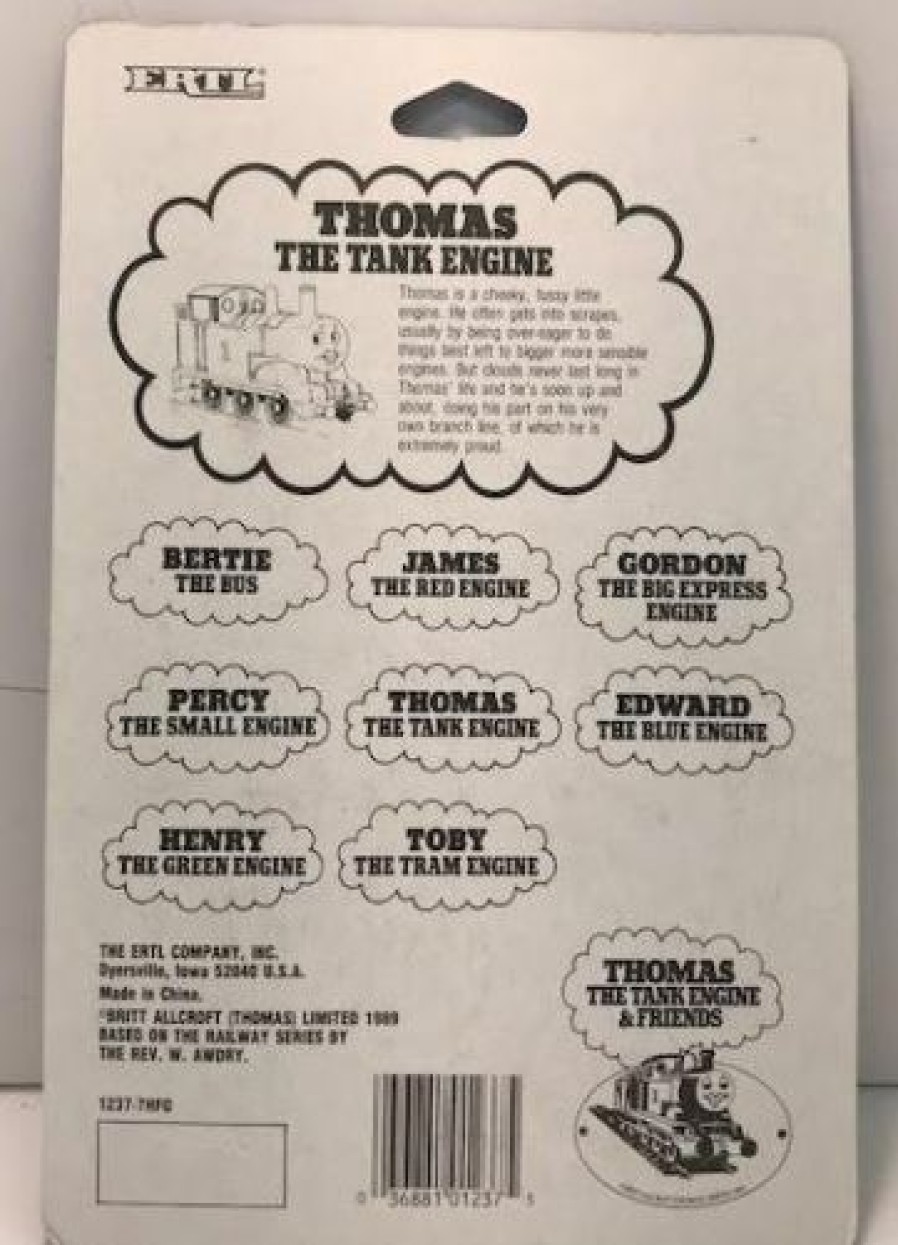 ERTL
THOMAS
THE TANK ENGINE
Thomas is a cheeky, fussy little
engine. He often gets into scrapes,
usually by being over-eager to do
things best left to bigger more sensible
engines. But clouds never last long in
Thomas' life and he's soon up and
about, doing his part on his very
own branch line, of which he is
extremely proud.
1
BERTIE
THE BUS
JAMES
THE RED ENGINE
GORDON
THE BIG EXPRESS
ENGINE
PERCY
THE SMALL ENGINE
THOMAS
THE TANK ENGINE
EDWARD
THE BLUE ENGINE
HENRY
THE GREEN ENGINE
TOBY
THE TRAM ENGINE
THE ERTL COMPANY, INC.
Dyersville, Iowa 52040 U.S.A.
Made in China.
©BRITT ALLCROFT (THOMAS) LIMITED 1989
BASED ON THE RAILWAY SERIES BY
THE REV. W. AWDRY.
1237-7HFO
0 36881 01237 5
THOMAS
THE TANK ENGINE
& FRIENDS
1